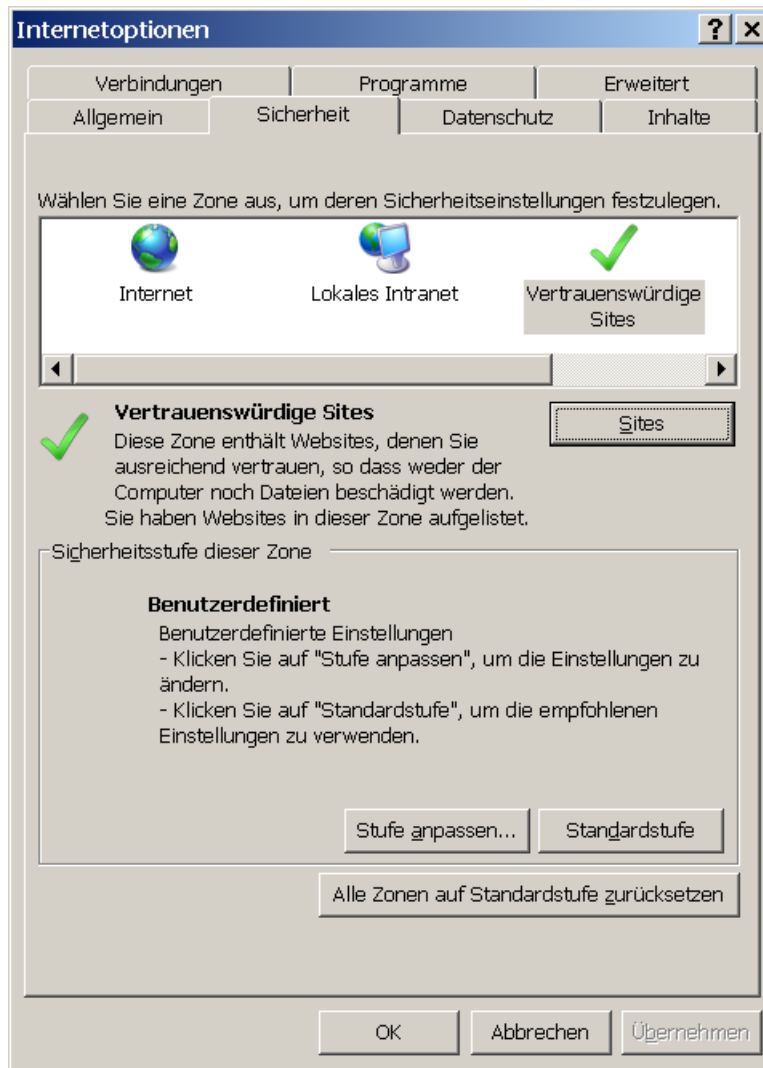 Internetoptionen
Verbindungen Programme Erweitert
Allgemein Sicherheit Datenschutz Inhalte
Wählen Sie eine Zone aus, um deren Sicherheitseinstellungen festzulegen.
Internet Lokales Intranet Vertrauenswürdige
Sites
Vertrauenswürdige Sites
Sites
Diese Zone enthält Websites, denen Sie
ausreichend vertrauen, so dass weder der
Computer noch Dateien beschädigt werden.
Sie haben Websites in dieser Zone aufgelistet.
Sicherheitsstufe dieser Zone
Benutzerdefiniert
Benutzerdefinierte Einstellungen
- Klicken Sie auf "Stufe anpassen", um die Einstellungen zu
ändern.
- Klicken Sie auf "Standardstufe", um die empfohlenen
Einstellungen zu verwenden.
Stufe anpassen... Standardstufe
Alle Zonen auf Standardstufe zurücksetzen
OK Abbrechen Übernehmen